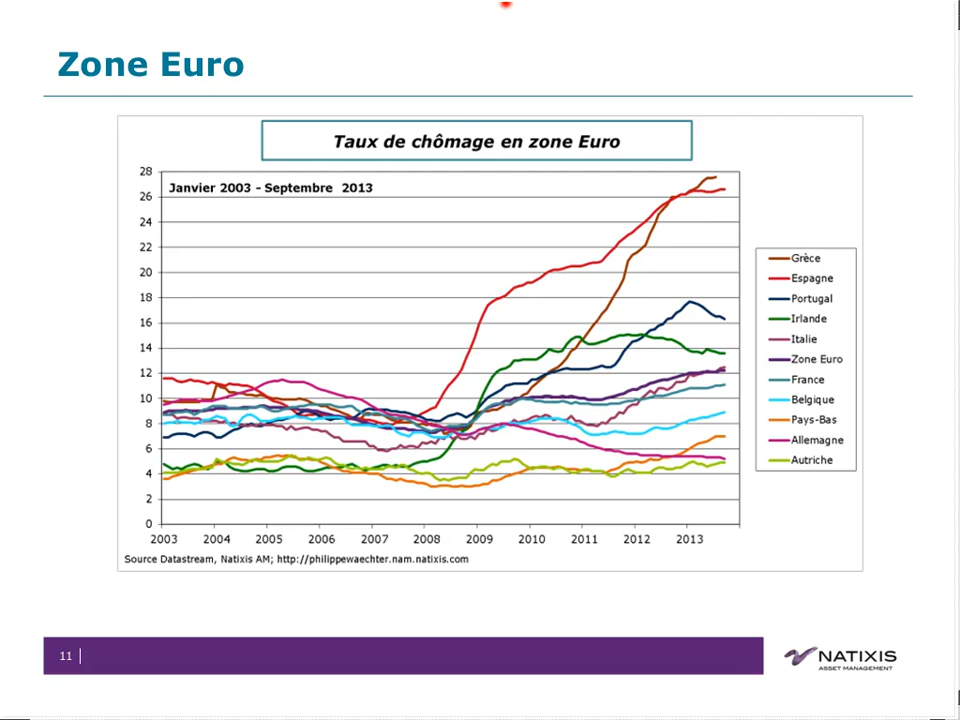 Zone Euro
Taux de chômage en zone Euro
Janvier 2003 - Septembre 2013
28
26
24
22
20
18
16
14
12
10
8
6
4
2
0
2003 2004 2005 2006 2007 2008 2009 2010 2011 2012 2013
Grèce
Espagne
Portugal
Irlande
Italie
Zone Euro
France
Belgique
Pays-Bas
Allemagne
Autriche
Source Datastream, Natixis AM; http://philippewaechter.nam.natixis.com
11
NATIXIS
ASSET MANAGEMENT